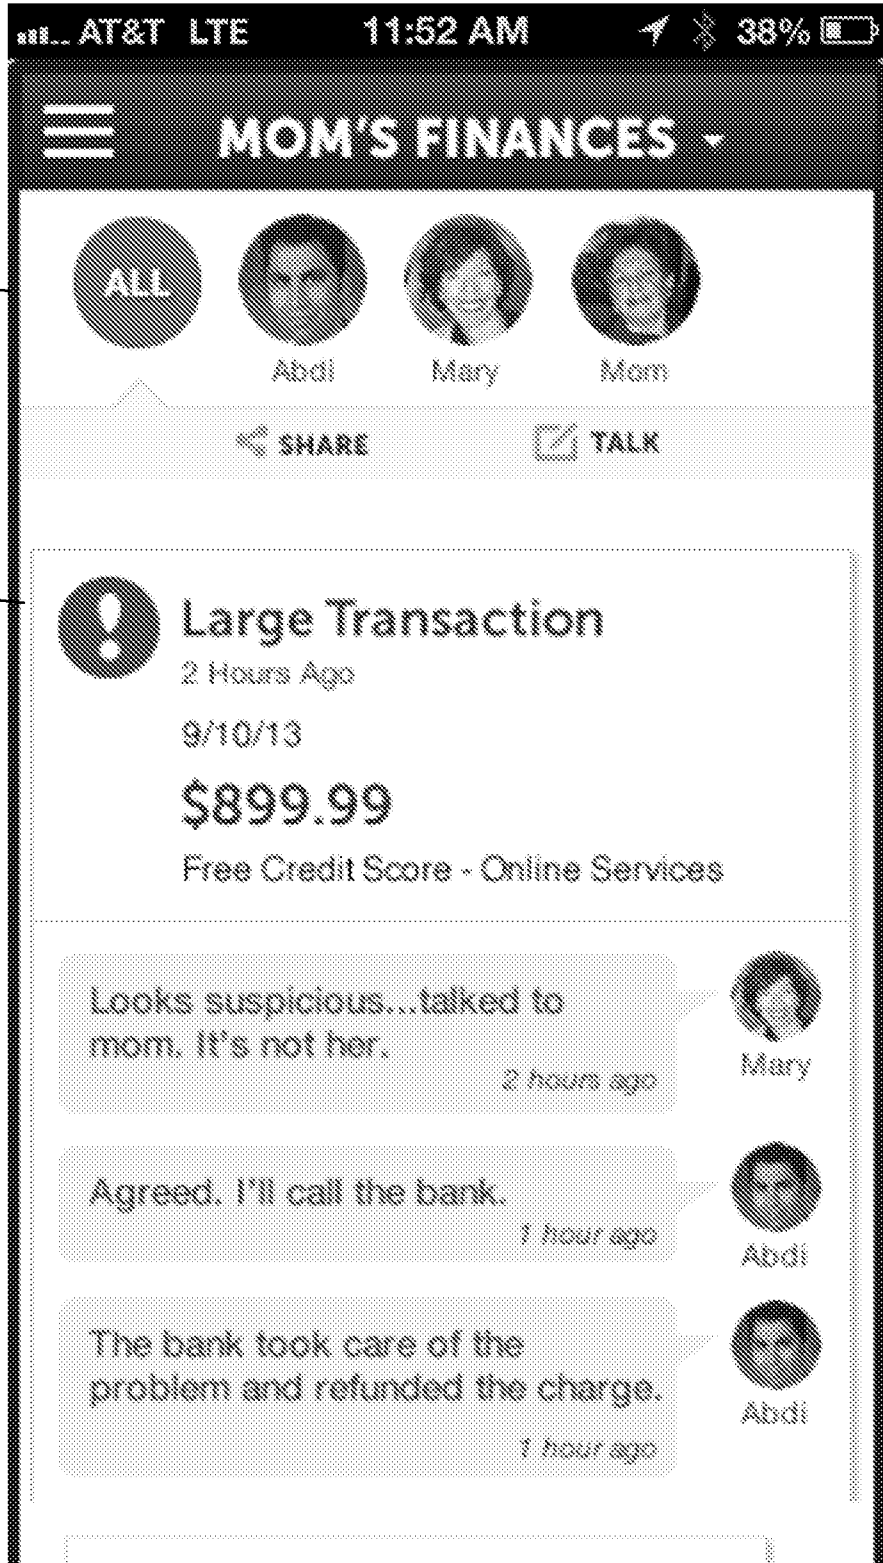 AT&T LTE 11:52 AM 38%
MOM'S FINANCES
ALL
Abdi Mary Mom
SHARE TALK
Large Transaction
2 Hours Ago
9/10/13
$899.99
Free Credit Score - Online Services
Looks suspicious...talked to
mom. It's not her.
2 hours ago
Mary
Agreed. I'll call the bank.
1 hour ago
Abdi
The bank took care of the
problem and refunded the charge.
1 hour ago
Abdi